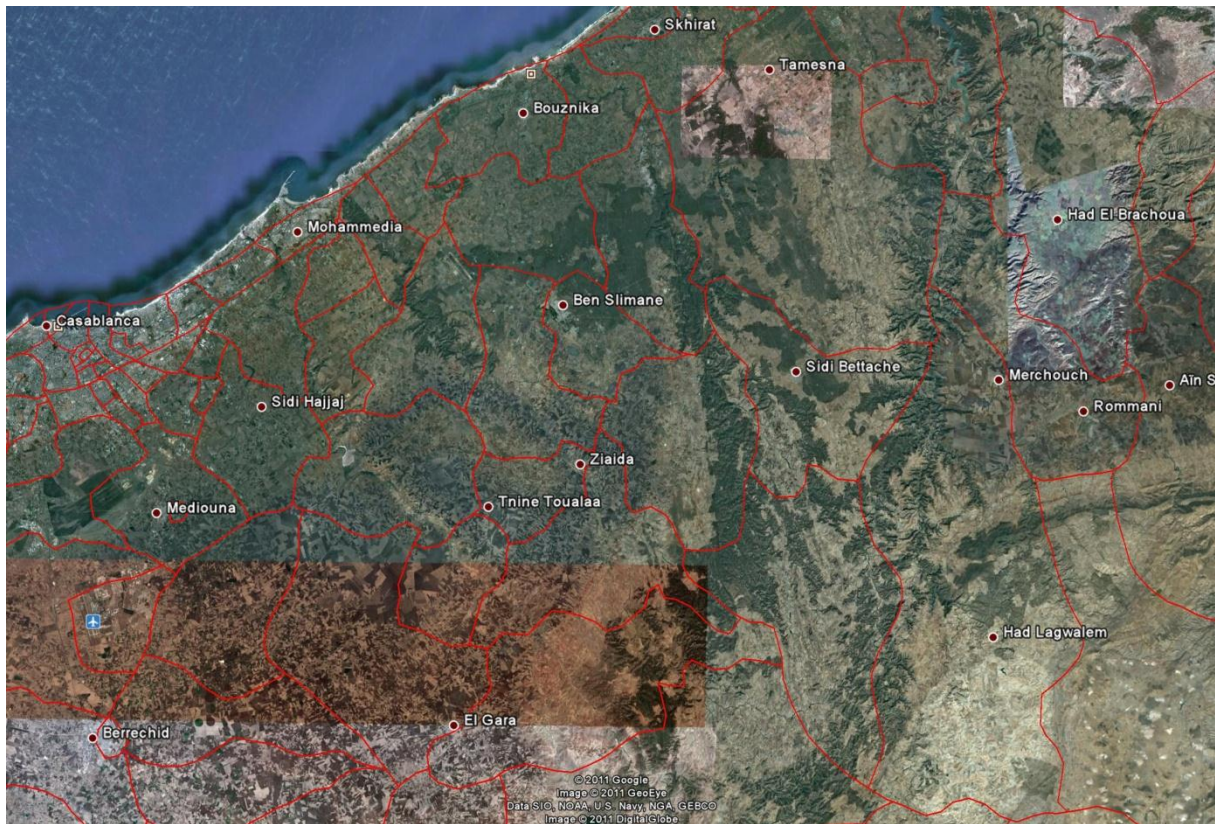 Skhirat
Tamesna
Bouznika
Had El Brachoua
Mohammedia
Ben Slimane
Casablanca
Sidi Bettache
Merchouch
Aïn S
Sidi Hajjaj
Rommani
Ziaida
Tnine Toualaa
Mediouna
Had Lagwalem
El Gara
Berrechid
© 2011 Google
Image © 2011 GeoEye
Data SIO, NOAA, U.S. Navy, NGA, GEBCO
Image © 2011 DigitalGlobe